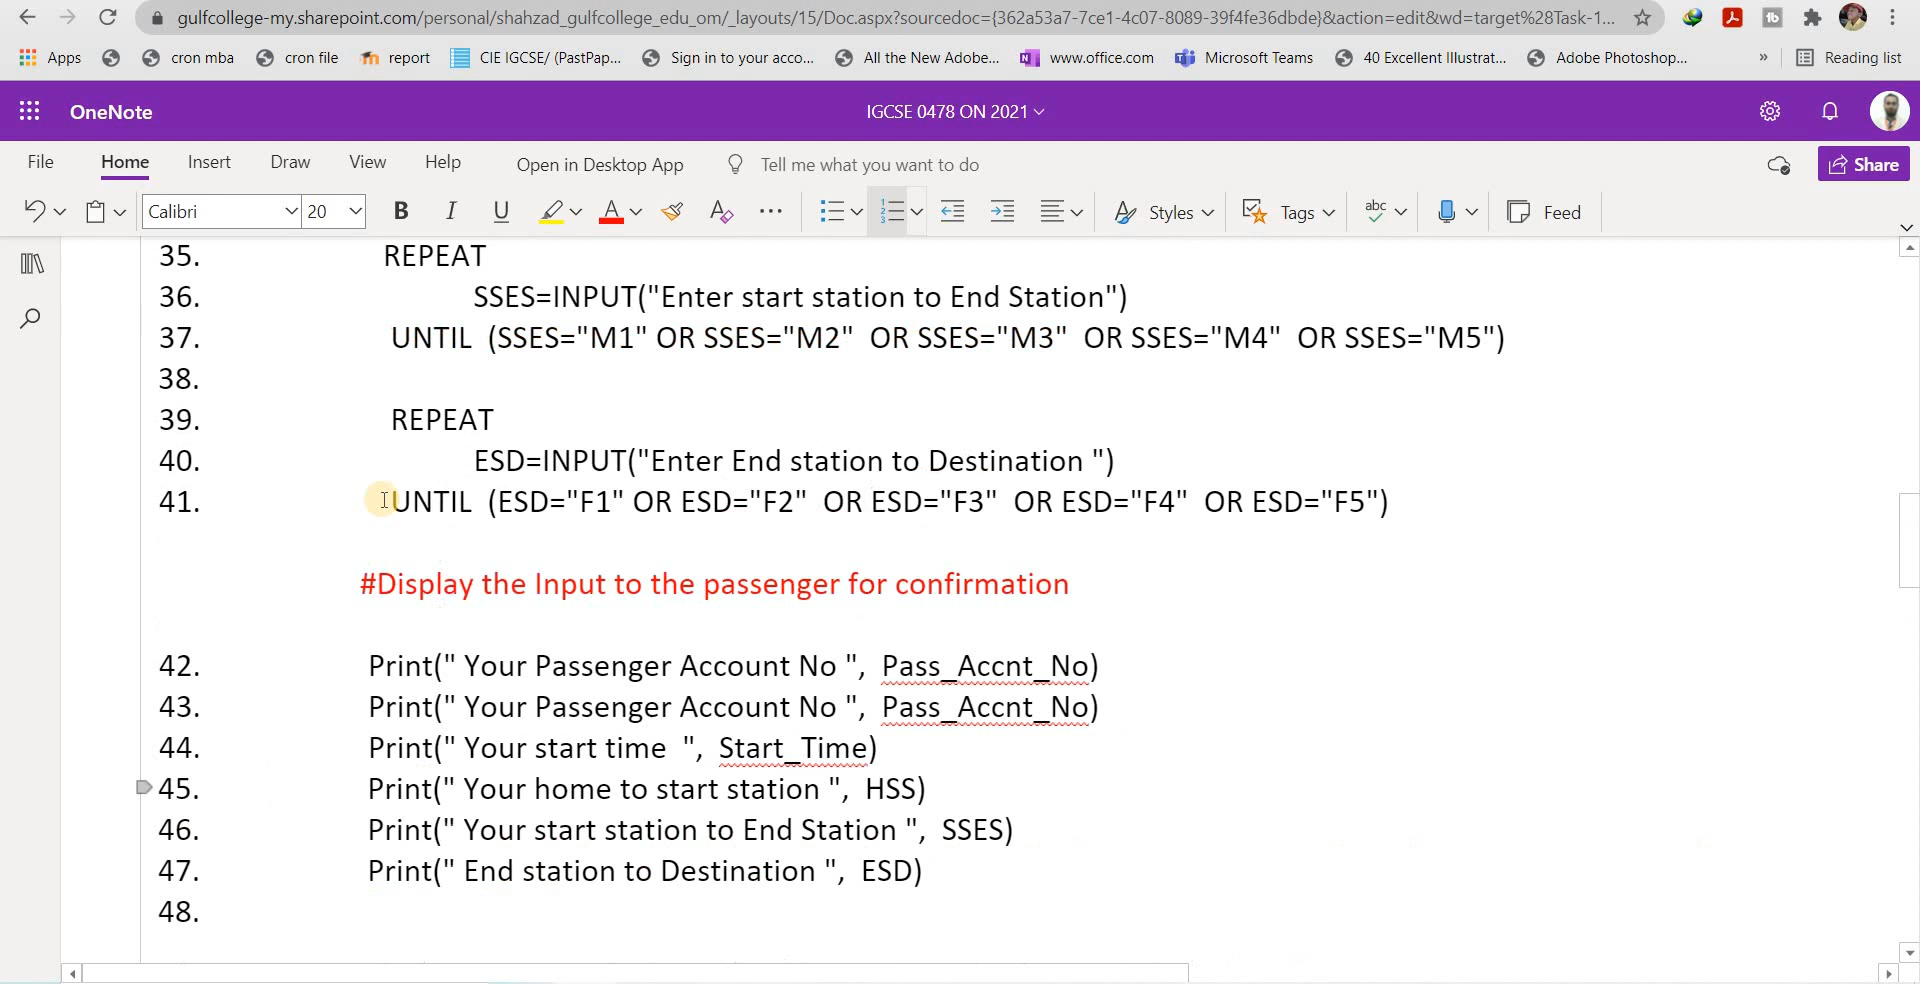 gulfcollege-my.sharepoint.com/personal/shahzad_gulfcollege_edu_om/_layouts/15/Doc.aspx?sourcedoc={362a53a7-7ce1-4c07-8089-39f4fe36dbde}&action=edit&wd=target%28Task-1...
Apps cron mba cron file report CIE IGCSE/ (PastPap... Sign in to your acco... All the New Adobe... www.office.com Microsoft Teams 40 Excellent Illustrat... Adobe Photoshop... » Reading list
OneNote IGCSE 0478 ON 2021
File Home Insert Draw View Help Open in Desktop App Tell me what you want to do Share
Calibri 20 B I U A A ... Styles Tags abc Feed
35. REPEAT
36. SSES=INPUT("Enter start station to End Station")
37. UNTIL (SSES="M1" OR SSES="M2" OR SSES="M3" OR SSES="M4" OR SSES="M5")
38.
39. REPEAT
40. ESD=INPUT("Enter End station to Destination ")
41. UNTIL (ESD="F1" OR ESD="F2" OR ESD="F3" OR ESD="F4" OR ESD="F5")
#Display the Input to the passenger for confirmation
42. Print(" Your Passenger Account No ", Pass_Accnt_No)
43. Print(" Your Passenger Account No ", Pass_Accnt_No)
44. Print(" Your start time ", Start_Time)
45. Print(" Your home to start station ", HSS)
46. Print(" Your start station to End Station ", SSES)
47. Print(" End station to Destination ", ESD)
48.